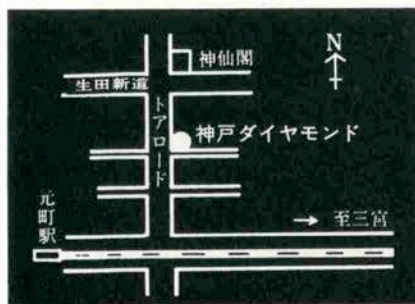 神仙閣
N
生田新道
トアロード
神戸ダイヤモンド
元町駅
→ 至三宮